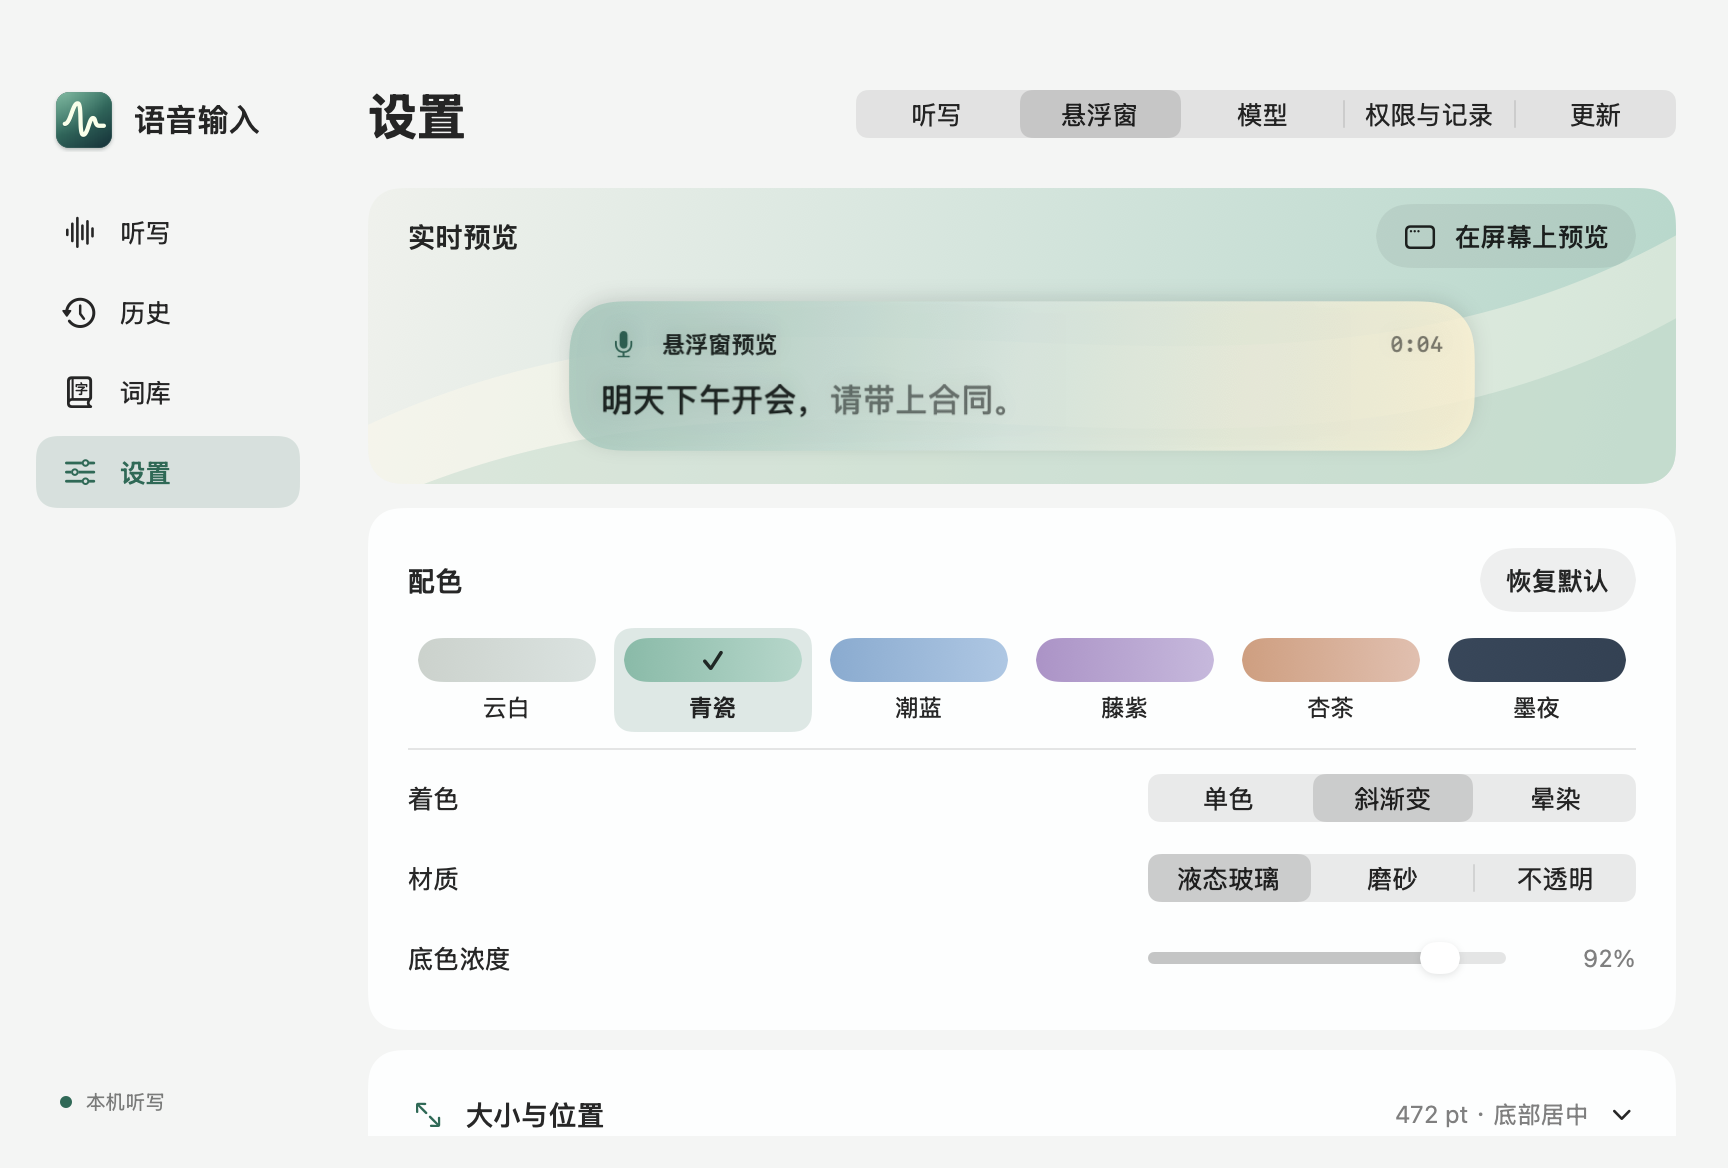 语音输入
听写
历史
字
词库
设置
本机听写
设置
听写 悬浮窗 模型 权限与记录 更新
实时预览
在屏幕上预览
悬浮窗预览 0:04
明天下午开会，请带上合同。
配色
恢复默认
云白 青瓷 潮蓝 藤紫 杏茶 墨夜
着色 单色 斜渐变 晕染
材质 液态玻璃 磨砂 不透明
底色浓度 92%
大小与位置 472 pt · 底部居中